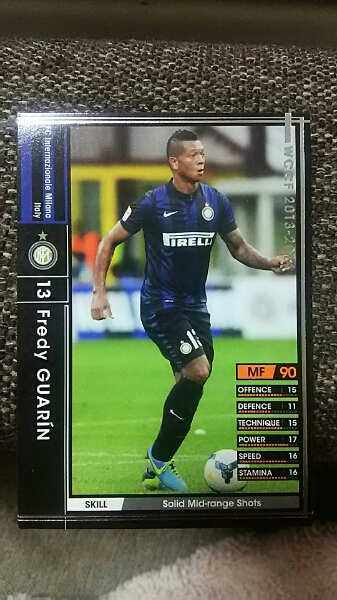 FC Internazionale Milano
Italy
13 Fredy GUARÍN
WCCF 2013-2
PIRELLI
13
MF 90
OFFENCE 15
DEFENCE 11
TECHNIQUE 15
POWER 17
SPEED 16
STAMINA 16
SKILL Solid Mid-range Shots